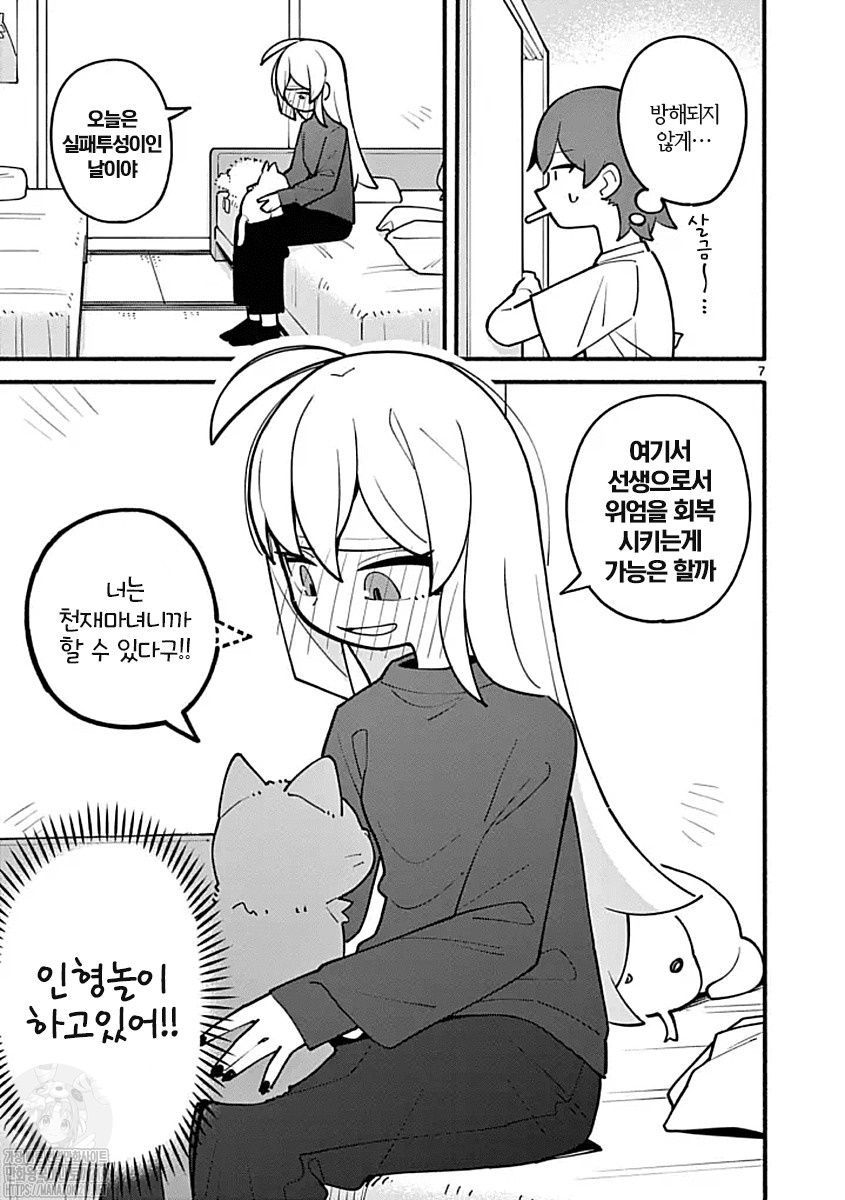 방해되지
않게…
살금~…
오늘은
실패투성이인
날이야
7
여기서
선생으로서
위엄을 회복
시키는게
가능은 할까
너는
천재마녀니까
할 수 있다구!!
인형놀이
하고있어!!